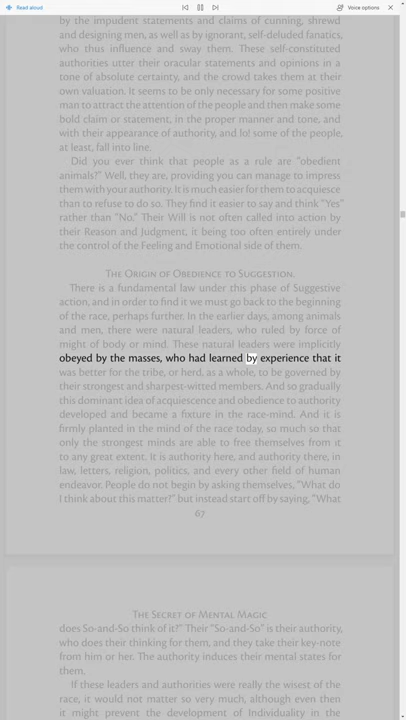 Read aloud
Voice options
by the impudent statements and claims of cunning, shrewd
and designing men, as well as by ignorant, self-deluded fanatics,
who thus influence and sway them. These self-constituted
authorities utter their oracular statements and opinions in a
tone of absolute certainty, and the crowd takes them at their
own valuation. It seems to be only necessary for some positive
man to attract the attention of the people and then make some
bold claim or statement, in the proper manner and tone, and
with their appearance of authority, and lo! some of the people,
at least, fall into line.
Did you ever think that people as a rule are "obedient
animals?" Well, they are, providing you can manage to impress
them with your authority. It is much easier for them to acquiesce
than to refuse to do so. They find it easier to say and think "Yes"
rather than "No." Their Will is not often called into action by
their Reason and Judgment, it being too often entirely under
the control of the Feeling and Emotional side of them.
The Origin of Obedience to Suggestion.
There is a fundamental law under this phase of Suggestive
action, and in order to find it we must go back to the beginning
of the race, perhaps further. In the earlier days, among animals
and men, there were natural leaders, who ruled by force of
might of body or mind. These natural leaders were implicitly
obeyed by the masses, who had learned by experience that it
was better for the tribe, or herd, as a whole, to be governed by
their strongest and sharpest-witted members. And so gradually
this dominant idea of acquiescence and obedience to authority
developed and became a fixture in the race-mind. And it is
firmly planted in the mind of the race today, so much so that
only the strongest minds are able to free themselves from it
to any great extent. It is authority here, and authority there, in
law, letters, religion, politics, and every other field of human
endeavor. People do not begin by asking themselves, "What do
I think about this matter?" but instead start off by saying, "What
67
The Secret of Mental Magic
does So-and-So think of it?" Their "So-and-So" is their authority,
who does their thinking for them, and they take their key-note
from him or her. The authority induces their mental states for
them.
If these leaders and authorities were really the wisest of the
race, it would not matter so very much, although even then
it might prevent the development of Individuality in the